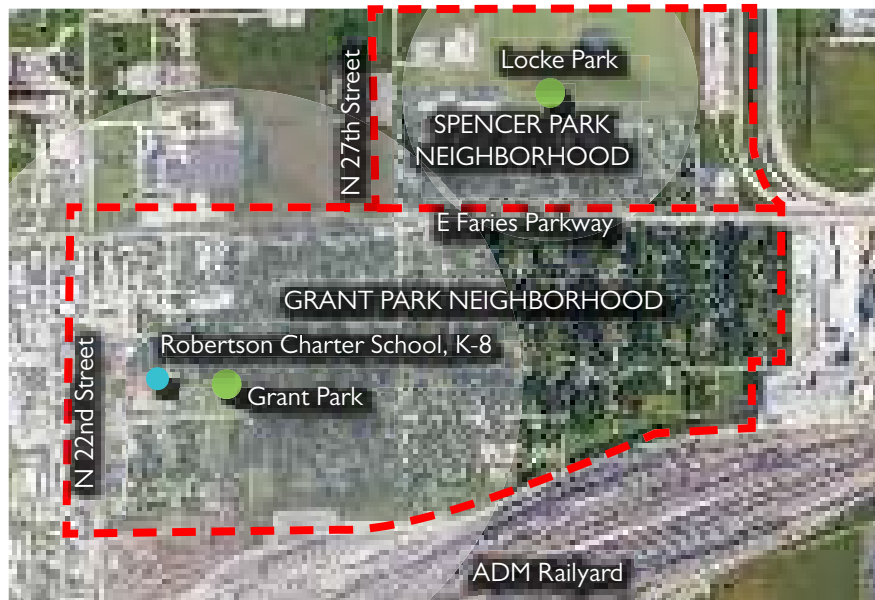 Locke Park
N 27th Street
SPENCER PARK
NEIGHBORHOOD
E Faries Parkway
GRANT PARK NEIGHBORHOOD
Robertson Charter School, K-8
Grant Park
N 22nd Street
ADM Railyard